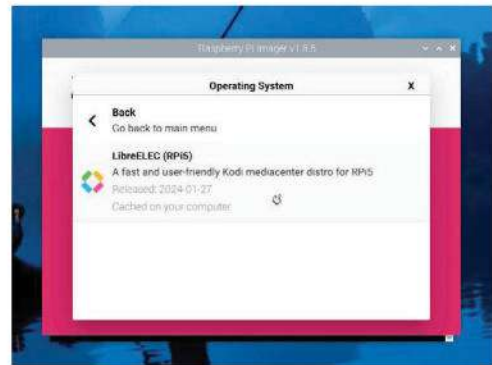 Raspberry Pi Imager v1.8.5
Operating System X
Back
Go back to main menu
LibreELEC (RPi5)
A fast and user-friendly Kodi mediacenter distro for RPi5
Released: 2024-01-27
Cached on your computer